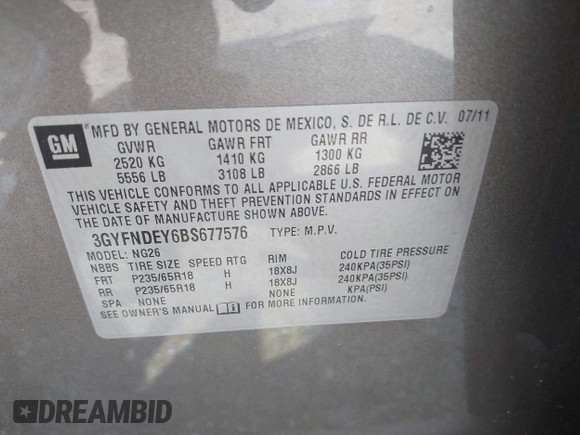 GM
MFD BY GENERAL MOTORS DE MEXICO, S. DE R.L. DE C.V. 07/11
GVWR GAWR FRT GAWR RR
2520 KG 1410 KG 1300 KG
5556 LB 3108 LB 2866 LB
THIS VEHICLE CONFORMS TO ALL APPLICABLE U.S. FEDERAL MOTOR
VEHICLE SAFETY AND THEFT PREVENTION STANDARDS IN EFFECT ON
THE DATE OF MANUFACTURE SHOWN ABOVE.
3GYFNDEY6BS677576 TYPE: M.P.V.
MODEL: NG26
NBBS TIRE SIZE SPEED RTG RIM COLD TIRE PRESSURE
FRT P235/65R18 H 18X8J 240KPA(35PSI)
RR P235/65R18 H 18X8J 240KPA(35PSI)
SPA NONE NONE KPA(PSI)
SEE OWNER'S MANUAL FOR MORE INFORMATION.
DREAMBID